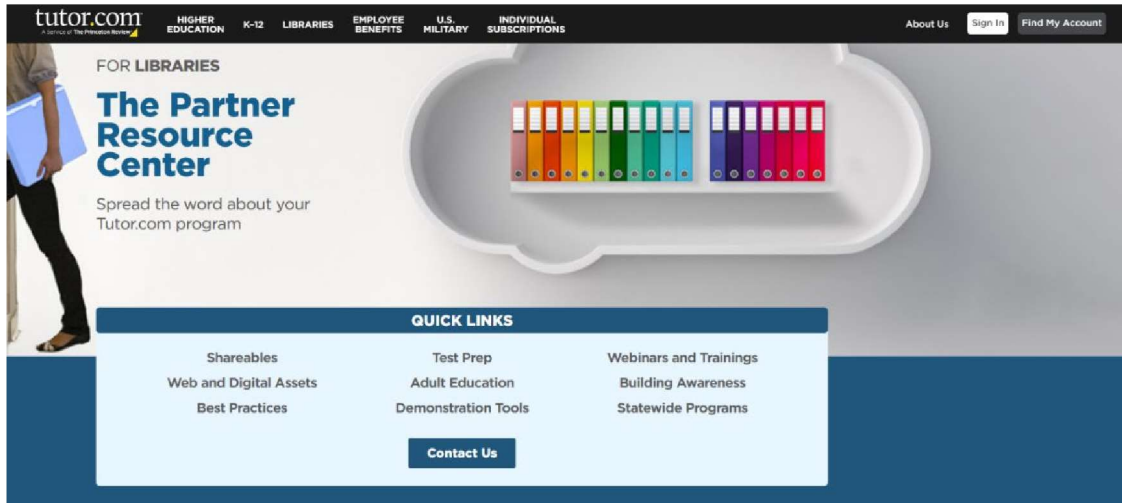 tutor.com
A Service of The Princeton Review
HIGHER
EDUCATION
K-12
LIBRARIES
EMPLOYEE
BENEFITS
U.S.
MILITARY
INDIVIDUAL
SUBSCRIPTIONS
About Us
Sign In
Find My Account
FOR LIBRARIES
The Partner
Resource
Center
Spread the word about your
Tutor.com program
QUICK LINKS
Shareables
Test Prep
Webinars and Trainings
Web and Digital Assets
Adult Education
Building Awareness
Best Practices
Demonstration Tools
Statewide Programs
Contact Us